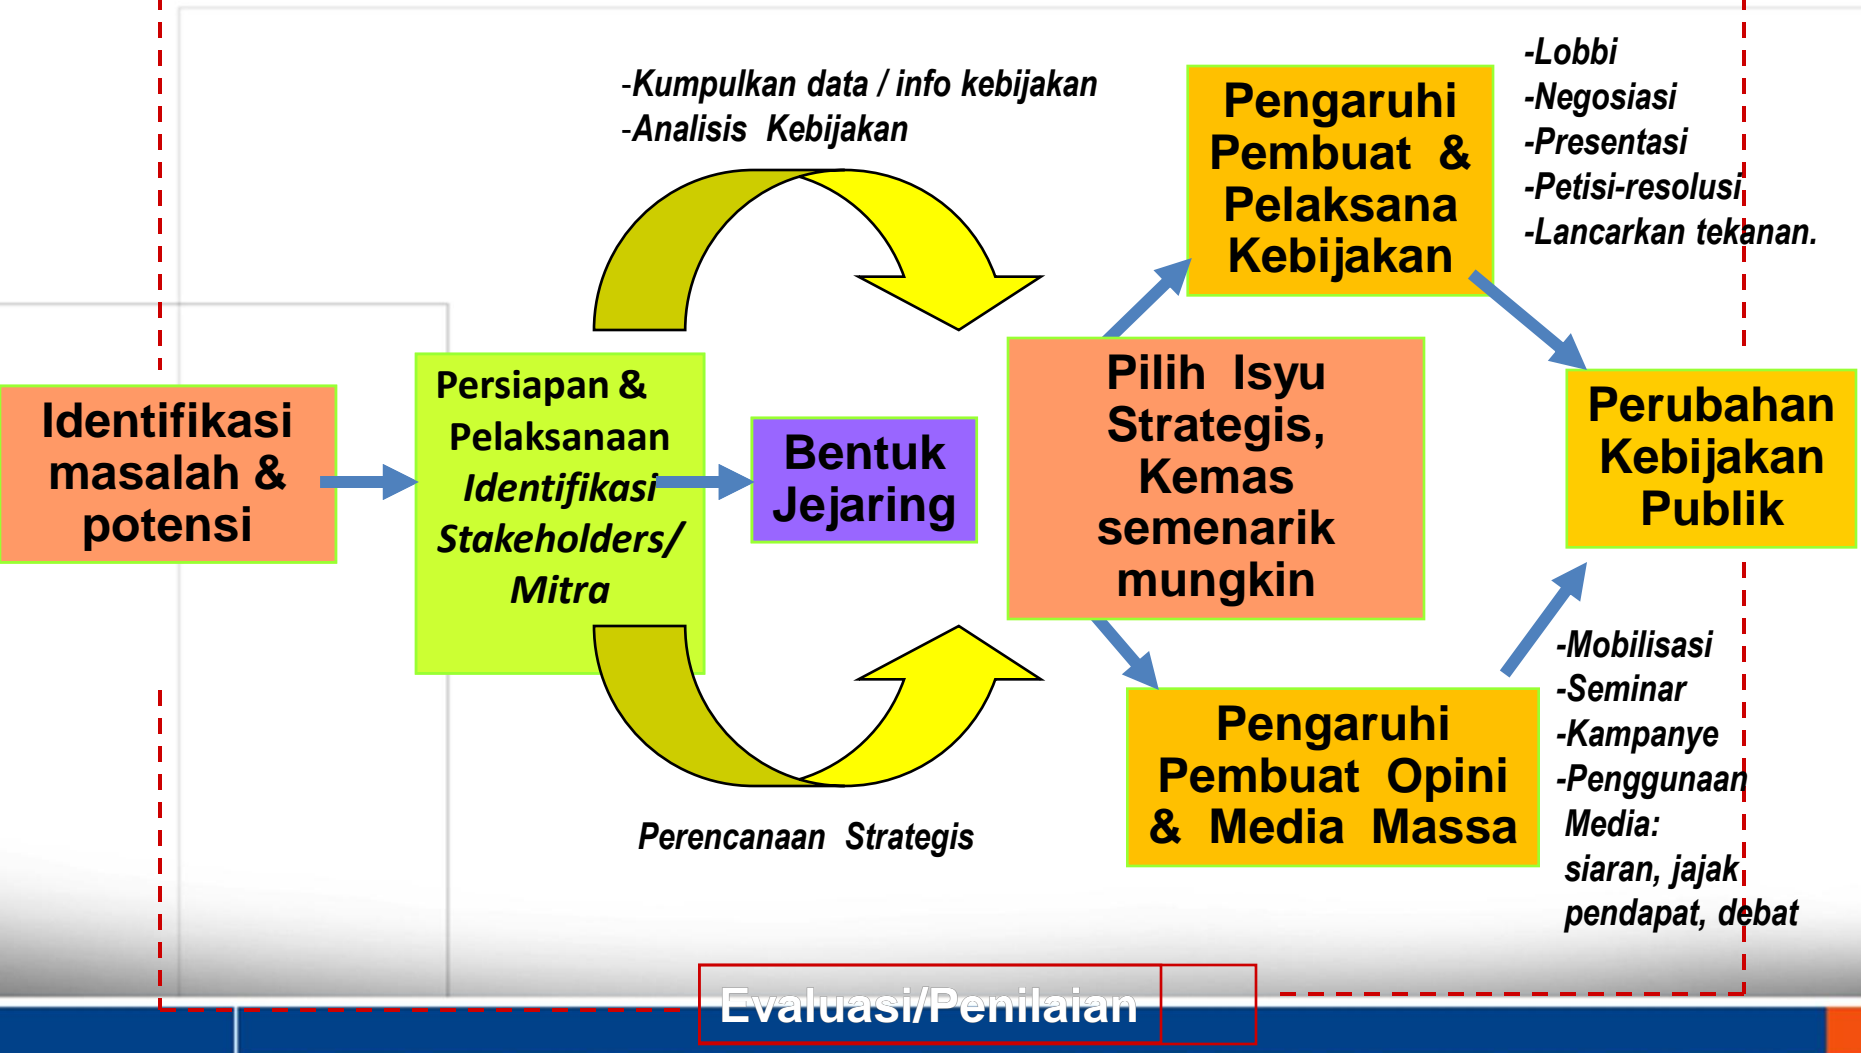 -Kumpulkan data / info kebijakan
-Analisis Kebijakan
Pengaruhi
Pembuat & 
Pelaksana
Kebijakan
-Lobbi
-Negosiasi
-Presentasi
-Petisi-resolusi
-Lancarkan tekanan.
Identifikasi
masalah &
potensi
Persiapan &
Pelaksanaan
Identifikasi
Stakeholders/
Mitra
Bentuk
Jejaring
Pilih Isyu
Strategis,
Kemas
semenarik
mungkin
Perubahan
Kebijakan
Publik
Perencanaan Strategis
Pengaruhi
Pembuat Opini
& Media Massa
-Mobilisasi
-Seminar
-Kampanye
-Penggunaan
Media:
siaran, jajak
pendapat, debat
Evaluasi/Penilaian